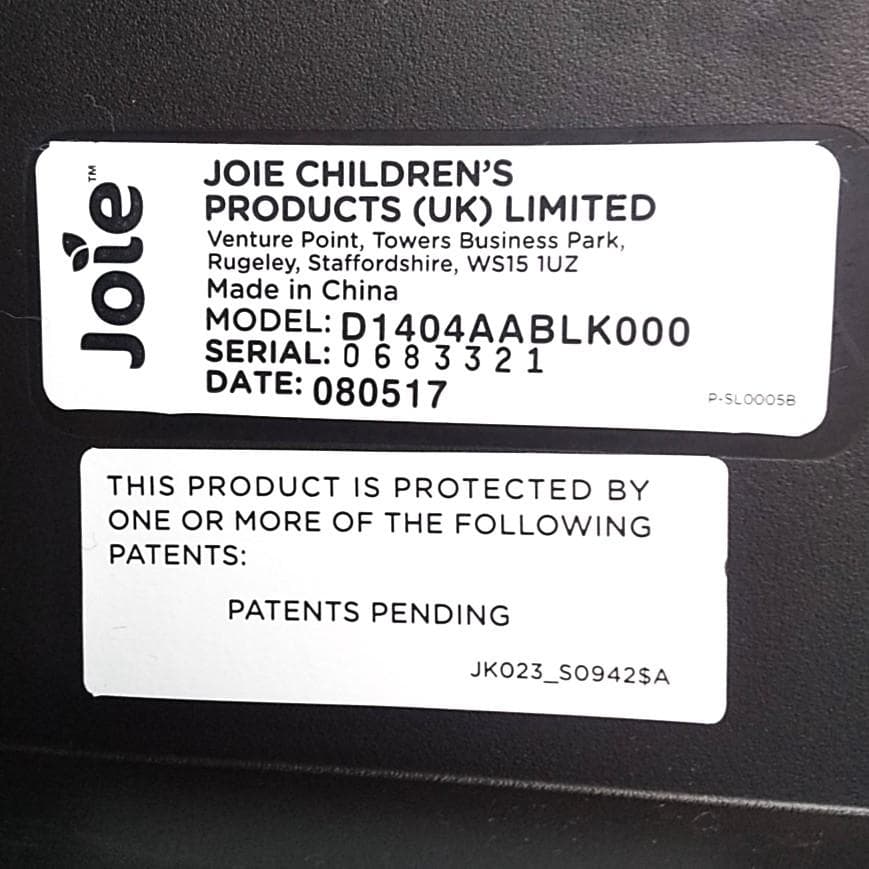 Joie™
JOIE CHILDREN'S
PRODUCTS (UK) LIMITED
Venture Point, Towers Business Park,
Rugeley, Staffordshire, WS15 1UZ
Made in China
MODEL: D1404AABLK000
SERIAL: 0683321
DATE: 080517
P-SL0005B
THIS PRODUCT IS PROTECTED BY
ONE OR MORE OF THE FOLLOWING
PATENTS:
PATENTS PENDING
JK023_S0942$A